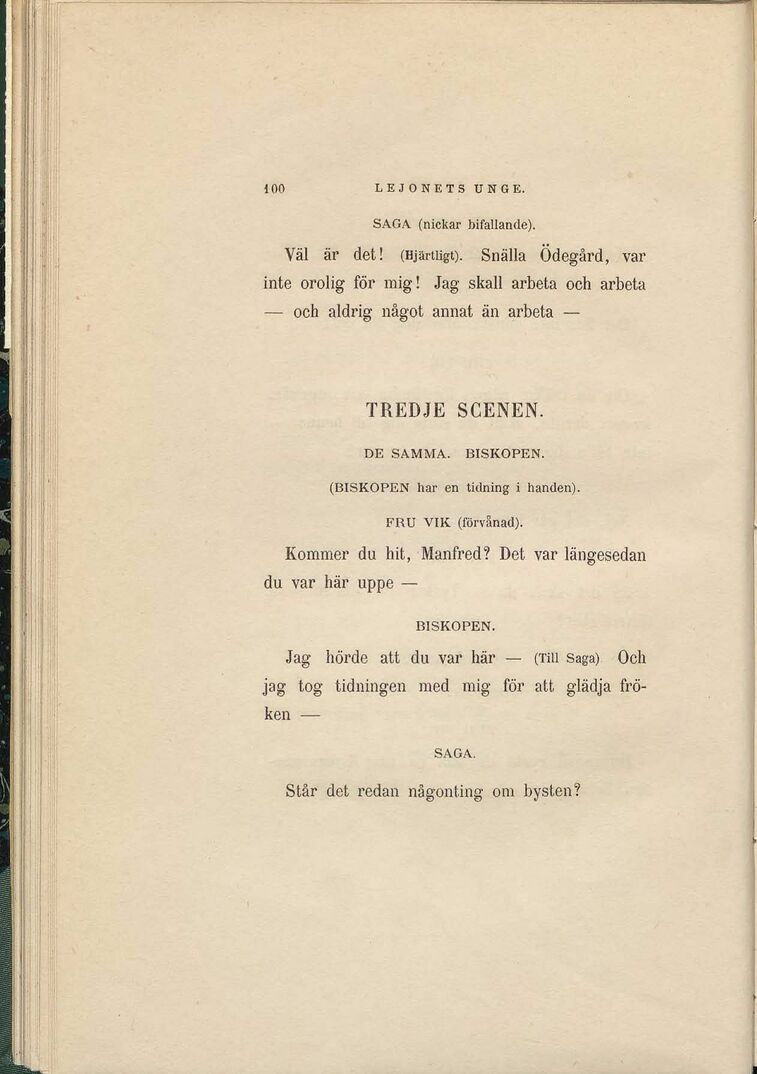 100 LEJONETS UNGE.
SAGA (nickar bifallande).
Väl är det! (Hjärtligt). Snälla Ödegård, var
inte orolig för mig! Jag skall arbeta och arbeta
— och aldrig något annat än arbeta —
TREDJE SCENEN.
DE SAMMA. BISKOPEN.
(BISKOPEN har en tidning i handen).
FRU VIK (förvånad).
Kommer du hit, Manfred? Det var längesedan
du var här uppe —
BISKOPEN.
Jag hörde att du var här — (Till Saga) Och
jag tog tidningen med mig för att glädja frö-
ken —
SAGA.
Står det redan någonting om bysten?